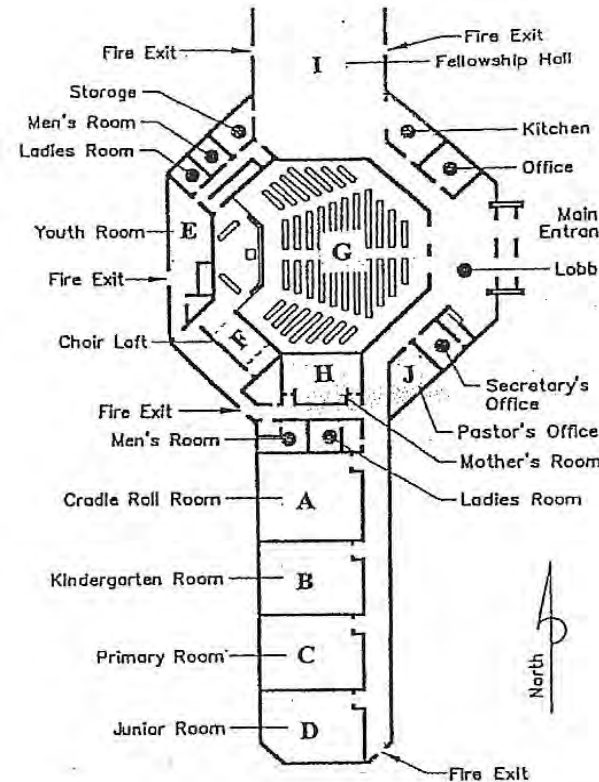 Fire Exit
Fire Exit
I
Fellowship Hall
Storage
Men's Room
Ladies Room
Kitchen
Office
Youth Room
E
G
Main
Entran
Lobb
Fire Exit
Choir Loft
F
H
J
Secretary's
Office
Fire Exit
Men's Room
Pastor's Office
Mother's Room
Ladies Room
Cradle Roll Room
A
Kindergarten Room
B
Primary Room
C
Junior Room
D
North
Fire Exit